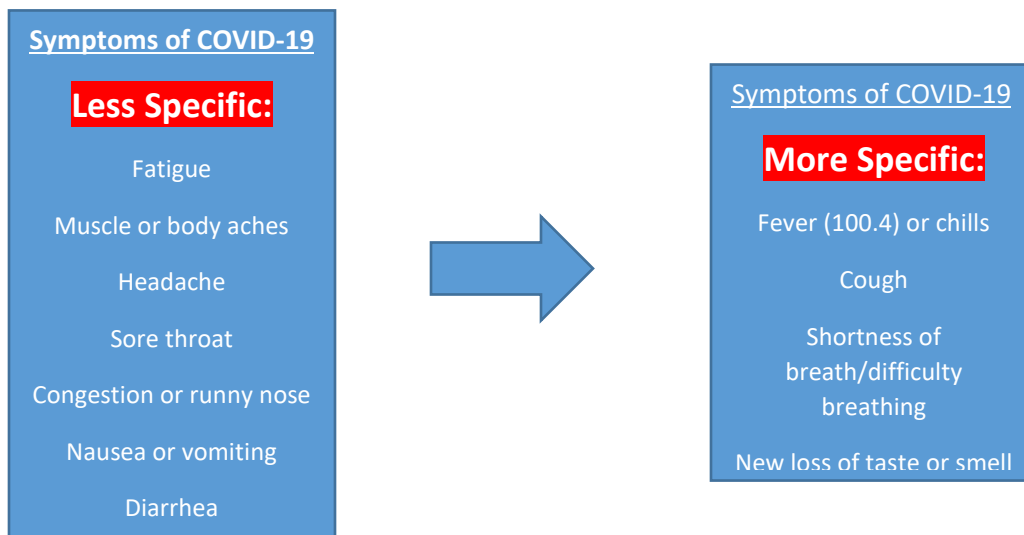 Symptoms of COVID-19
Less Specific:
Fatigue
Muscle or body aches
Headache
Sore throat
Congestion or runny nose
Nausea or vomiting
Diarrhea
Symptoms of COVID-19
More Specific:
Fever (100.4) or chills
Cough
Shortness of
breath/difficulty
breathing
New loss of taste or smell